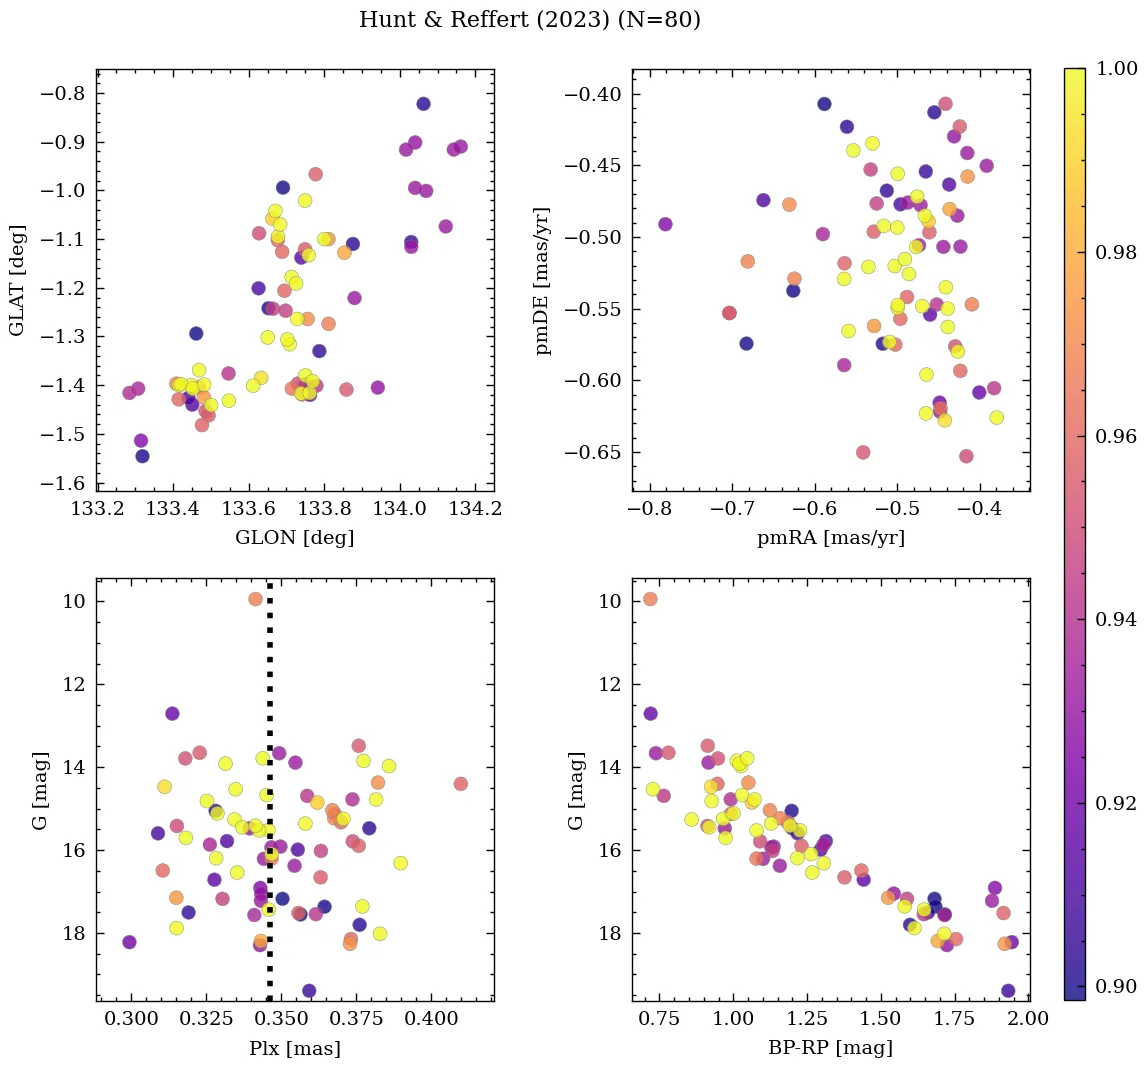 Hunt & Reffert (2023) (N=80)
−0.8
−0.9
−1.0
−1.1
−1.2
−1.3
−1.4
−1.5
−1.6
GLAT [deg]
133.2 133.4 133.6 133.8 134.0 134.2
GLON [deg]
−0.40
−0.45
−0.50
−0.55
−0.60
−0.65
pmDE [mas/yr]
−0.8 −0.7 −0.6 −0.5 −0.4
pmRA [mas/yr]
10
12
14
16
18
G [mag]
0.300 0.325 0.350 0.375 0.400
Plx [mas]
10
12
14
16
18
G [mag]
0.75 1.00 1.25 1.50 1.75 2.00
BP-RP [mag]
1.00
0.98
0.96
0.94
0.92
0.90